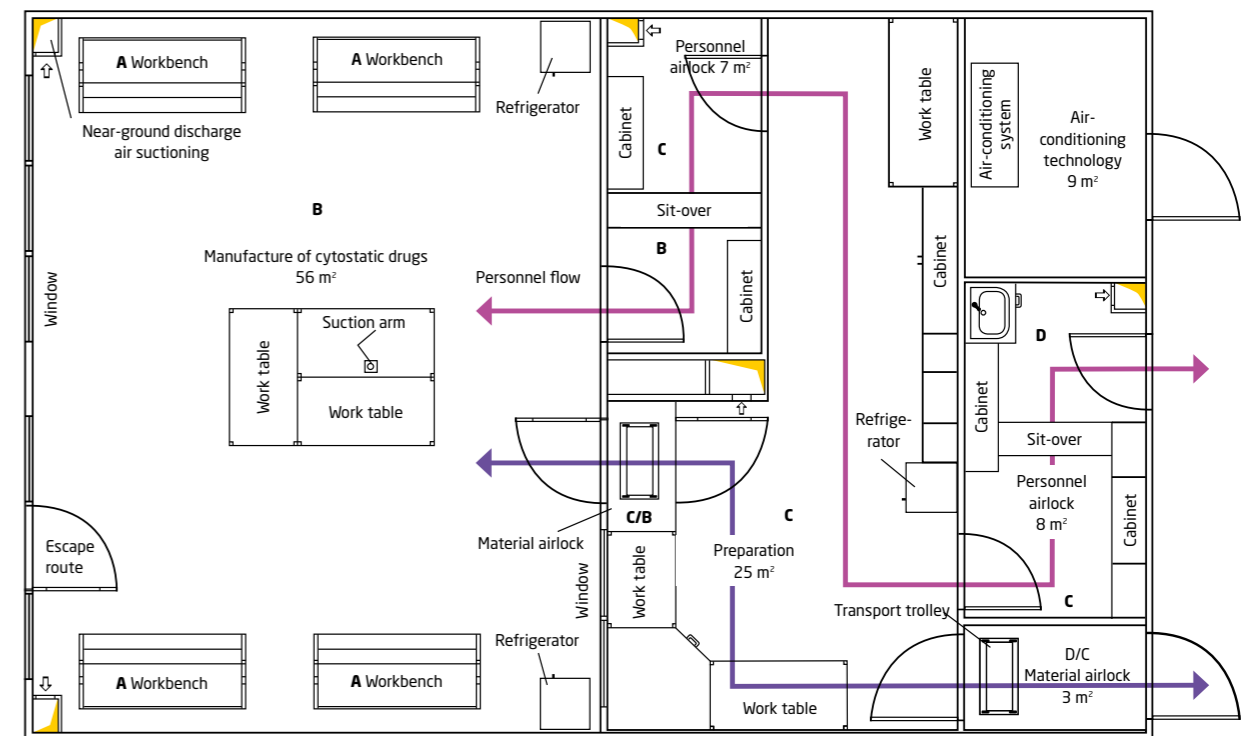 A Workbench
A Workbench
Refrigerator
Near-ground discharge
air suctioning
B
Manufacture of cytostatic drugs
56 m²
Window
Suction arm
Work table
Work table
Personnel flow
Escape
route
Material airlock
Window
Refrigerator
A Workbench
A Workbench
Personnel
airlock 7 m²
Cabinet
C
Sit-over
B
Cabinet
C/B
Work table
Preparation
25 m²
C
Work table
Work table
Cabinet
Refrige-
rator
Transport trolley
Air-conditioning
system
Air-
conditioning
technology
9 m²
D
Cabinet
Sit-over
Personnel
airlock
8 m²
Cabinet
C
D/C
Material airlock
3 m²